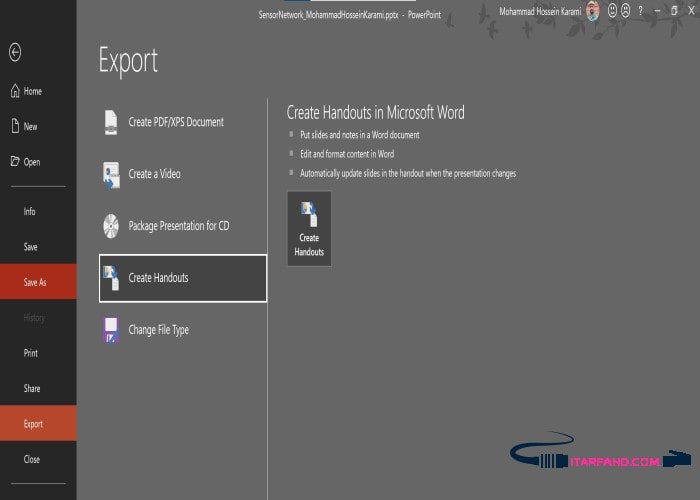 SensorNetwork_MohammadHosseinKarami.pptx - PowerPoint
Mohammad Hossein Karami
?
Export
Home
New
Open
Info
Save
Save As
History
Print
Share
Export
Close
Create PDF/XPS Document
Create a Video
Package Presentation for CD
Create Handouts
Change File Type
Create Handouts in Microsoft Word
Put slides and notes in a Word document
Edit and format content in Word
Automatically update slides in the handout when the presentation changes
Create
Handouts
ITARFAND.COM